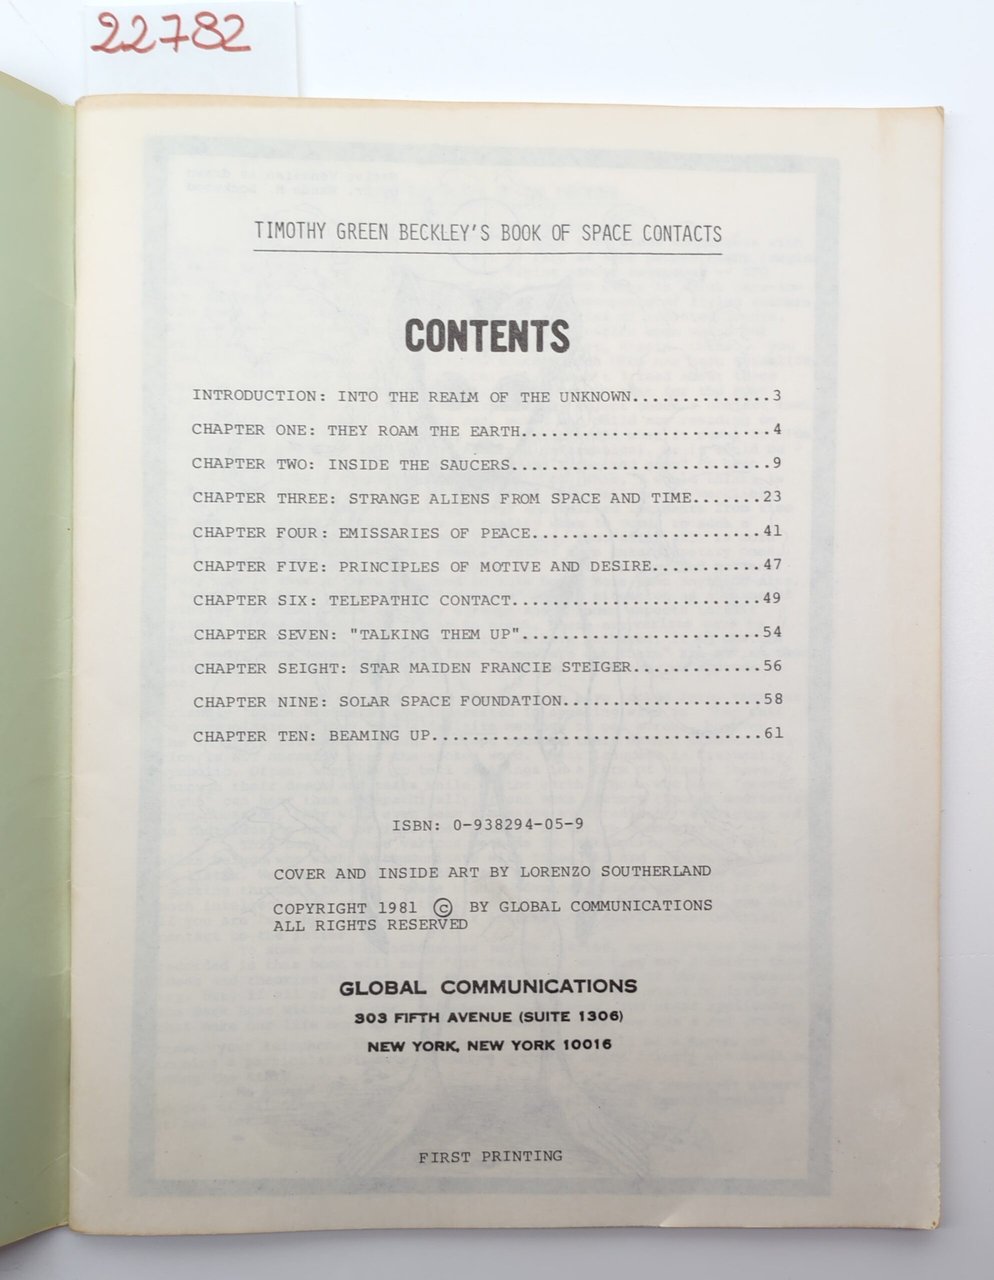 22782
TIMOTHY GREEN BECKLEY'S BOOK OF SPACE CONTACTS
CONTENTS
INTRODUCTION: INTO THE REALM OF THE UNKNOWN..............3
CHAPTER ONE: THEY ROAM THE EARTH.........................4
CHAPTER TWO: INSIDE THE SAUCERS..........................9
CHAPTER THREE: STRANGE ALIENS FROM SPACE AND TIME.......23
CHAPTER FOUR: EMISSARIES OF PEACE.......................41
CHAPTER FIVE: PRINCIPLES OF MOTIVE AND DESIRE...........47
CHAPTER SIX: TELEPATHIC CONTACT.........................49
CHAPTER SEVEN: "TALKING THEM UP"........................54
CHAPTER SEIGHT: STAR MAIDEN FRANCIE STEIGER.............56
CHAPTER NINE: SOLAR SPACE FOUNDATION....................58
CHAPTER TEN: BEAMING UP.................................61
ISBN: 0-938294-05-9
COVER AND INSIDE ART BY LORENZO SOUTHERLAND
COPYRIGHT 1981 © BY GLOBAL COMMUNICATIONS
ALL RIGHTS RESERVED
GLOBAL COMMUNICATIONS
303 FIFTH AVENUE (SUITE 1306)
NEW YORK, NEW YORK 10016
FIRST PRINTING